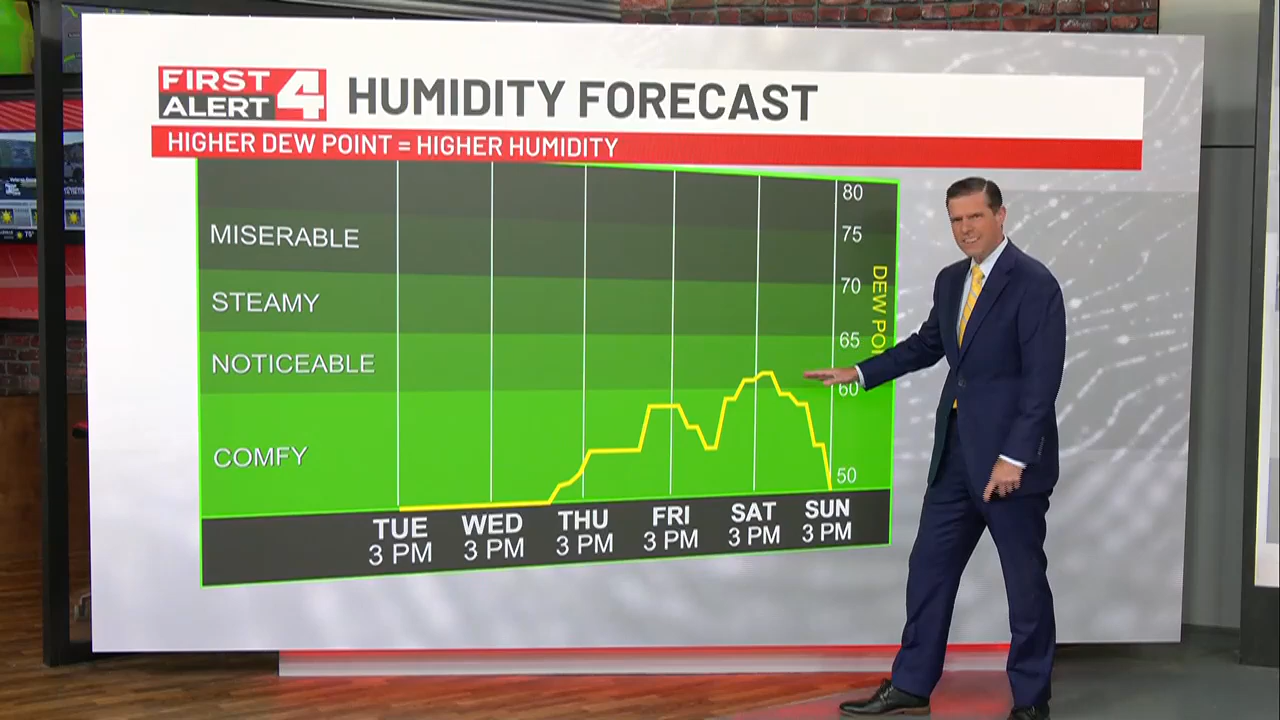 FIRST
ALERT 4
HUMIDITY FORECAST
HIGHER DEW POINT = HIGHER HUMIDITY
80
MISERABLE
75
STEAMY
70
NOTICEABLE
65
60
COMFY
50
DEW POI
TUE WED THU FRI SAT SUN
3 PM 3 PM 3 PM 3 PM 3 PM 3 PM